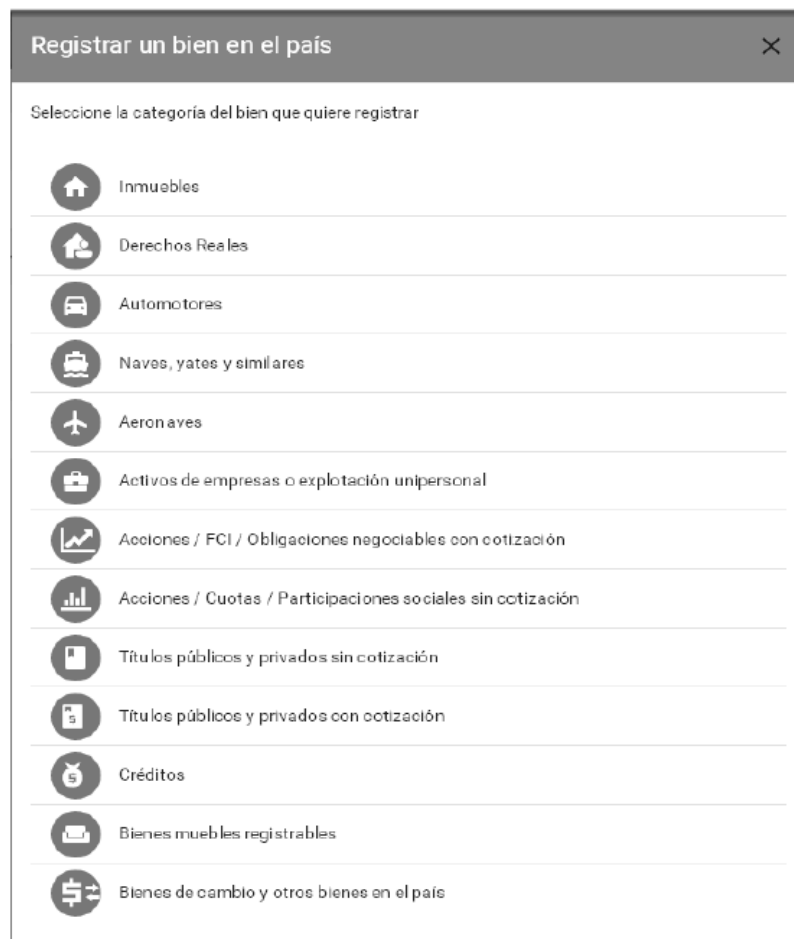 Registrar un bien en el país
Seleccione la categoría del bien que quiere registrar
Inmuebles
Derechos Reales
Automotores
Naves, yates y similares
Aeronaves
Activos de empresas o explotación unipersonal
Acciones / FCI / Obligaciones negociables con cotización
Acciones / Cuotas / Participaciones sociales sin cotización
Títulos públicos y privados sin cotización
Títulos públicos y privados con cotización
Créditos
Bienes muebles registrables
Bienes de cambio y otros bienes en el país